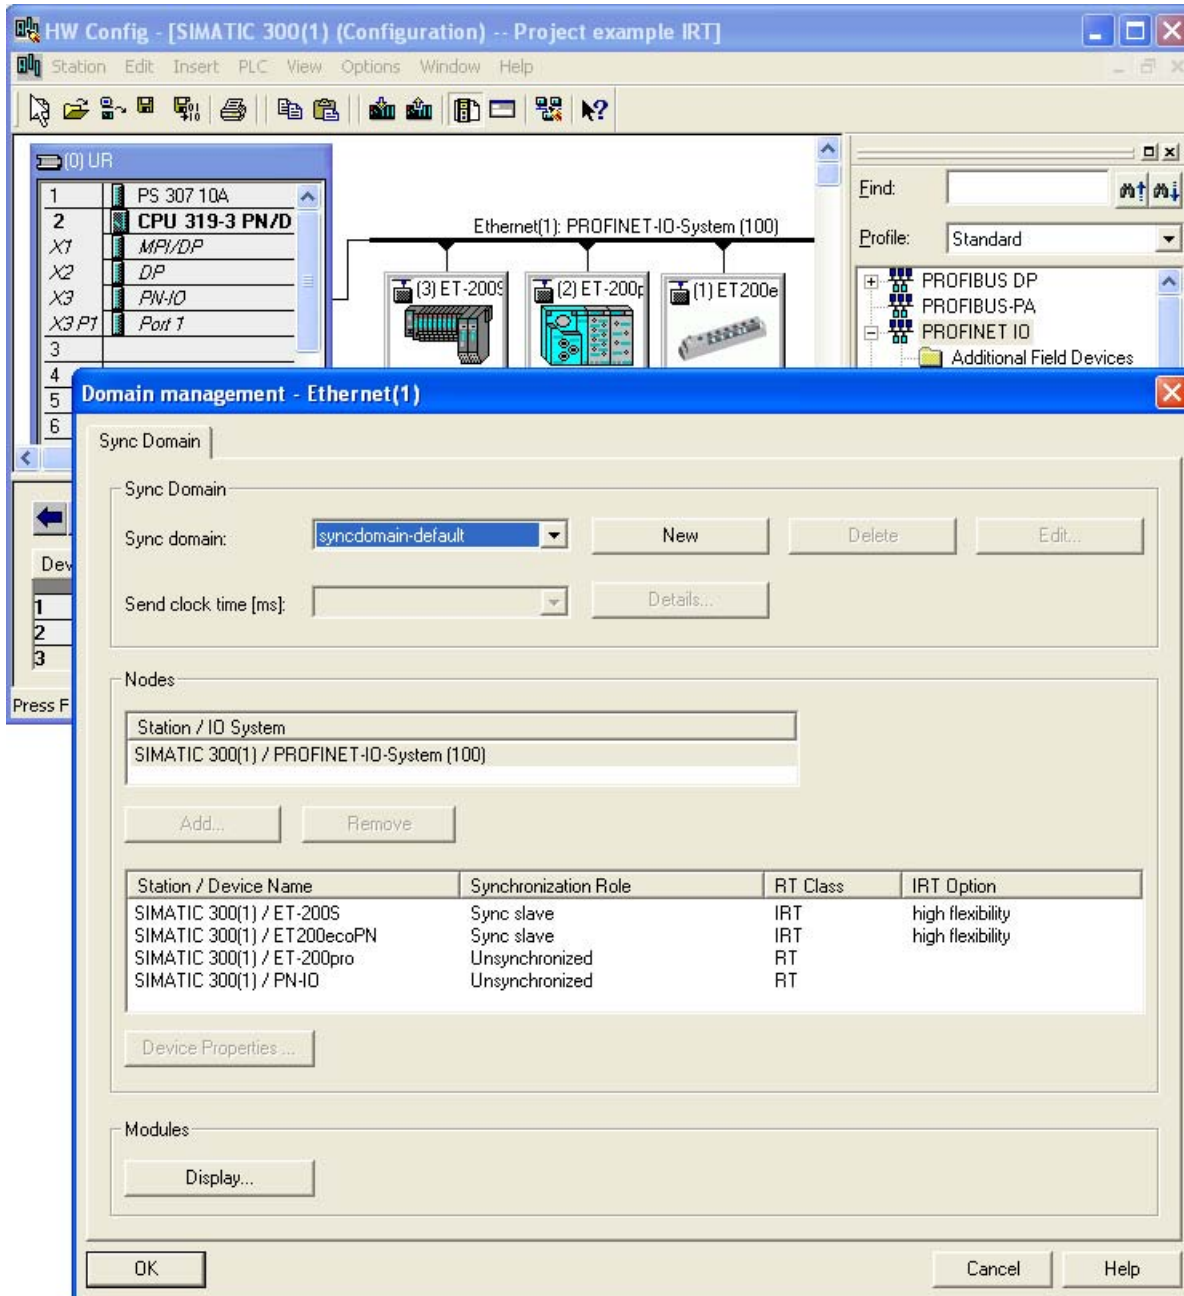 HW Config - [SIMATIC 300(1) (Configuration) -- Project example IRT]
Station Edit Insert PLC View Options Window Help
(0) UR
1 PS 307 10A
2 CPU 319-3 PN/D
X1 MPI/DP
X2 DP
X3 PN-IO
X3 P1 Port 1
3
4
5
6
Ethernet(1): PROFINET-IO-System (100)
(3) ET-200S
(2) ET-200p
(1) ET200e
Find:
Profile: Standard
PROFIBUS DP
PROFIBUS-PA
PROFINET IO
Additional Field Devices
Dev
1
2
3
Press F
Domain management - Ethernet(1)
Sync Domain
Sync Domain
Sync domain: syncdomain-default New Delete Edit...
Send clock time [ms]: Details...
Nodes
Station / IO System
SIMATIC 300(1) / PROFINET-IO-System (100)
Add... Remove
Station / Device Name Synchronization Role RT Class IRT Option
SIMATIC 300(1) / ET-200S Sync slave IRT high flexibility
SIMATIC 300(1) / ET200ecoPN Sync slave IRT high flexibility
SIMATIC 300(1) / ET-200pro Unsynchronized RT
SIMATIC 300(1) / PN-IO Unsynchronized RT
Device Properties ...
Modules
Display...
OK Cancel Help